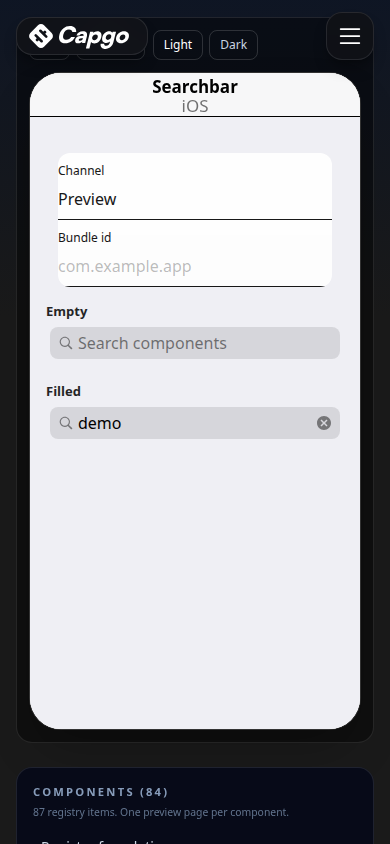 Capgo
Light
Dark
Searchbar
iOS
Channel
Preview
Bundle id
com.example.app
Empty
Search components
Filled
demo
COMPONENTS (84)
87 registry items. One preview page per component.